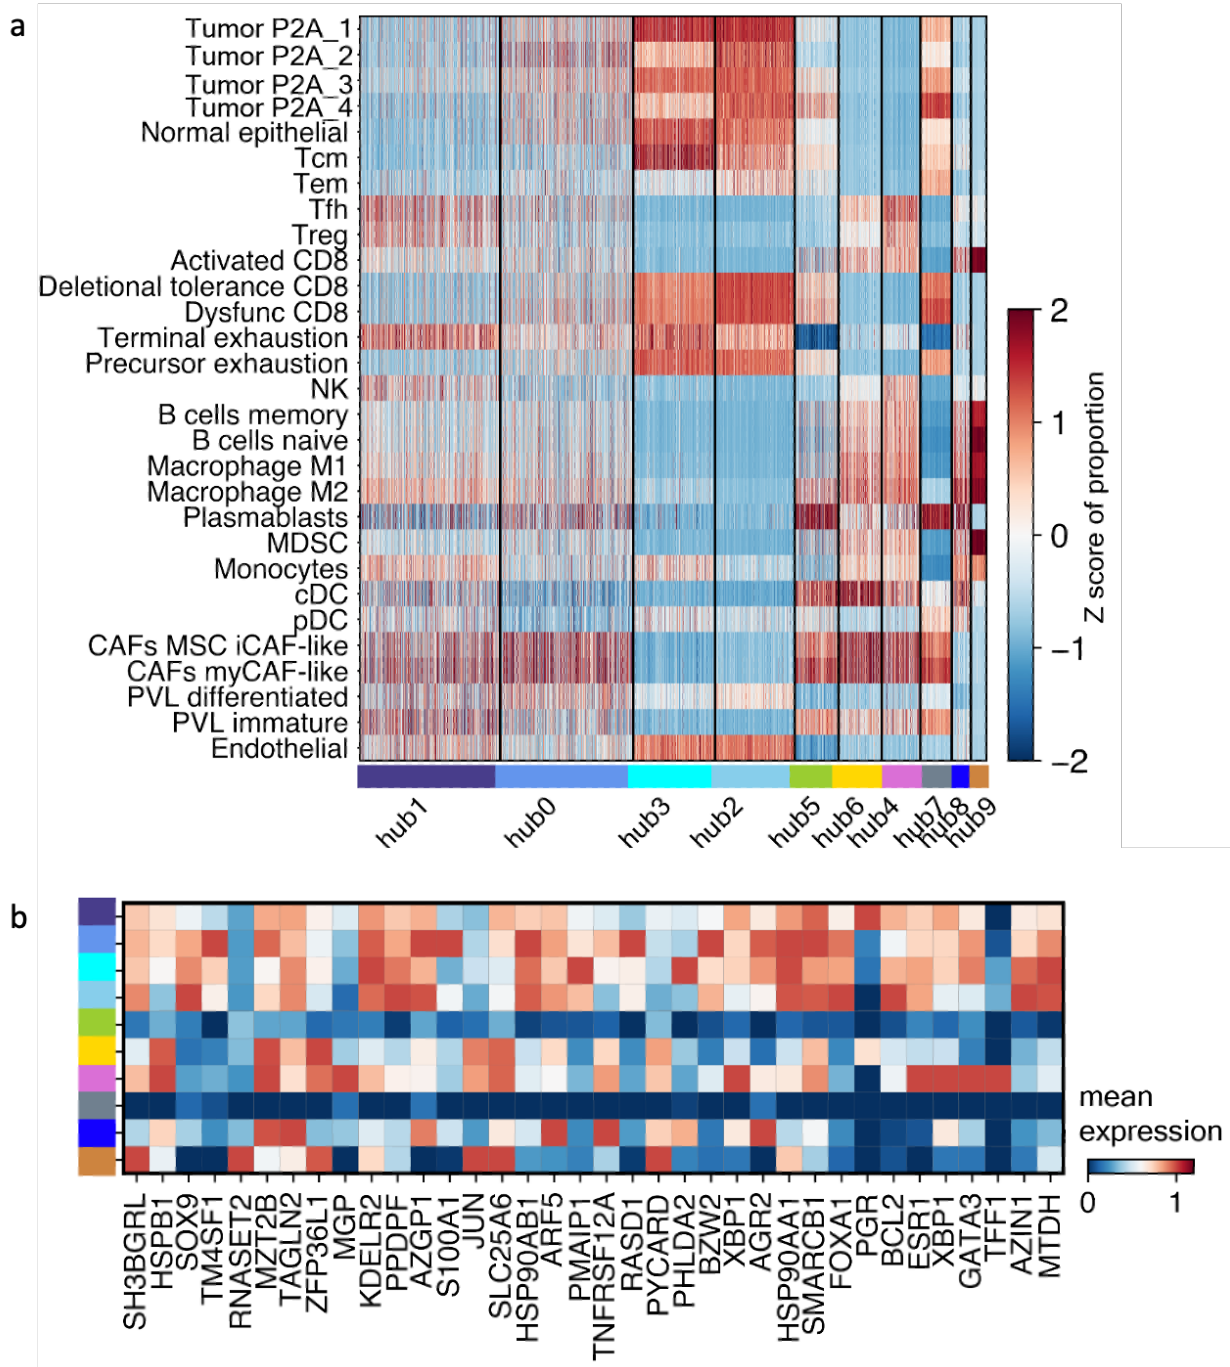 a
Tumor P2A_1
Tumor P2A_2
Tumor P2A_3
Tumor P2A_4
Normal epithelial
Tcm
Tem
Tfh
Treg
Activated CD8
Deletional tolerance CD8
Dysfunc CD8
Terminal exhaustion
Precursor exhaustion
NK
B cells memory
B cells naive
Macrophage M1
Macrophage M2
Plasmablasts
MDSC
Monocytes
cDC
pDC
CAFs MSC iCAF-like
CAFs myCAF-like
PVL differentiated
PVL immature
Endothelial
hub1
hub0
hub3
hub2
hub5
hub6
hub4
hub7
hub8
hub9
2
1
0
−1
−2
Z score of proportion
b
SH3BGRL
HSPB1
SOX9
TM4SF1
RNASET2
MZT2B
TAGLN2
ZFP36L1
MGP
KDELR2
PPDPF
AZGP1
S100A1
JUN
SLC25A6
HSP90AB1
ARF5
PMAIP1
TNFRSF12A
RASD1
PYCARD
PHLDA2
BZW2
XBP1
AGR2
HSP90AA1
SMARCB1
FOXA1
PGR
BCL2
ESR1
XBP1
GATA3
TFF1
AZIN1
MTDH
mean
expression
0 1